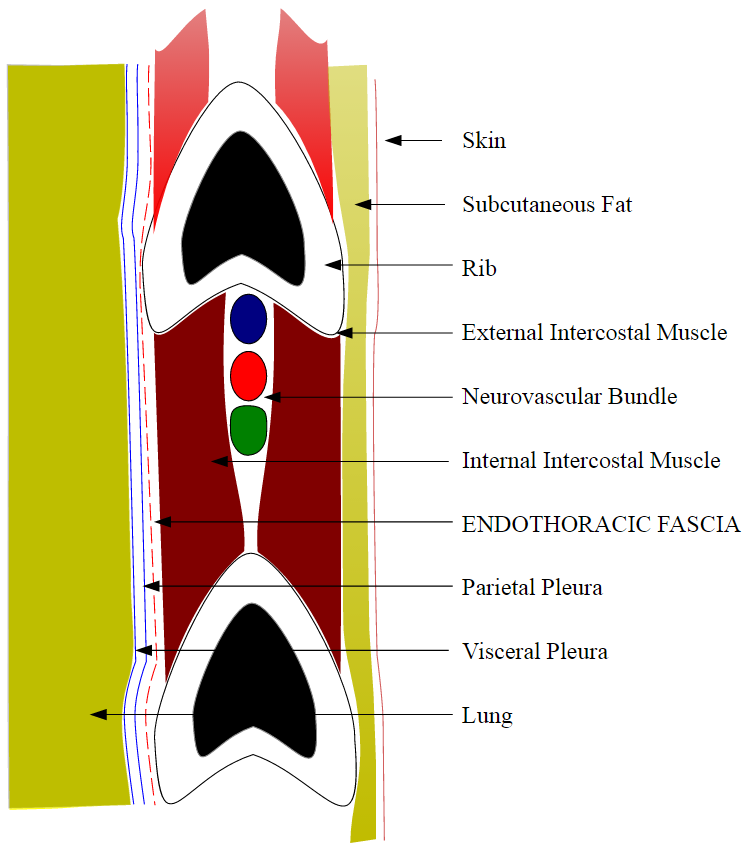 Skin
Subcutaneous Fat
Rib
External Intercostal Muscle
Neurovascular Bundle
Internal Intercostal Muscle
ENDOTHORACIC FASCIA
Parietal Pleura
Visceral Pleura
Lung